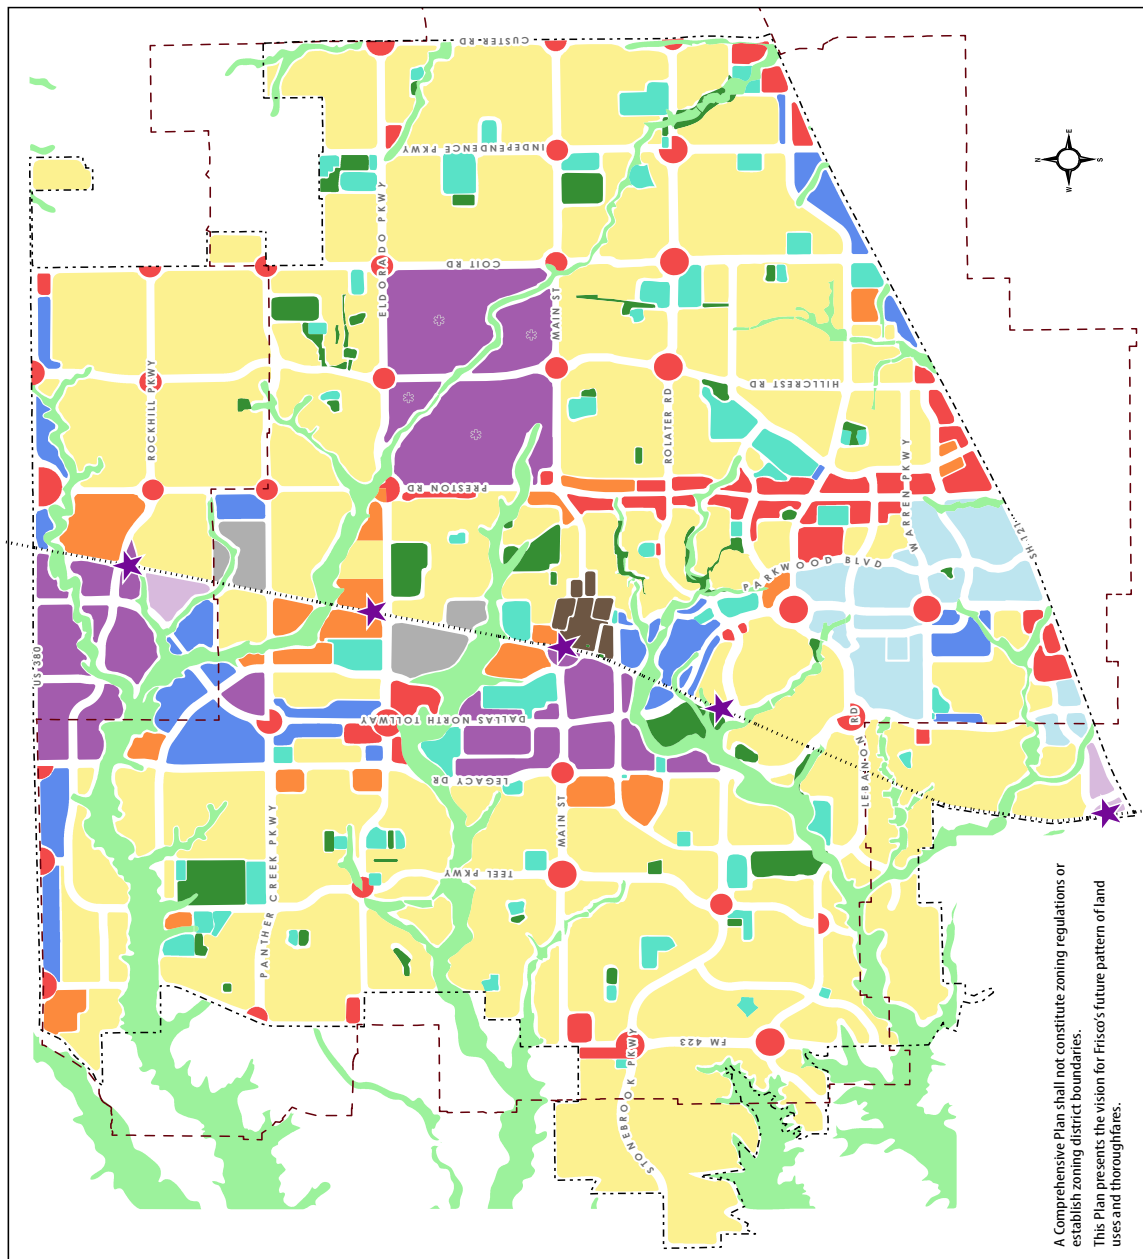 CUSTER RD
INDEPENDENCE PKWY
ELDORADO PKWY
COIT RD
MAIN ST
N
E
S
W
ROCKHILL PKWY
HILLCREST RD
ROLATER RD
PRESTON RD
WARREN PKWY
SH-121
PARKWOOD BLVD
US 380
DALLAS NORTH TOLLWAY
LEBANON RD
LEGACY DR
MAIN ST
PANTHER CREEK PKWY
TEEL PKWY
FM 423
STONEBROOK PKWY
A Comprehensive Plan shall not constitute zoning regulations or
establish zoning district boundaries.
This Plan presents the vision for Frisco's future pattern of land
uses and thoroughfares.